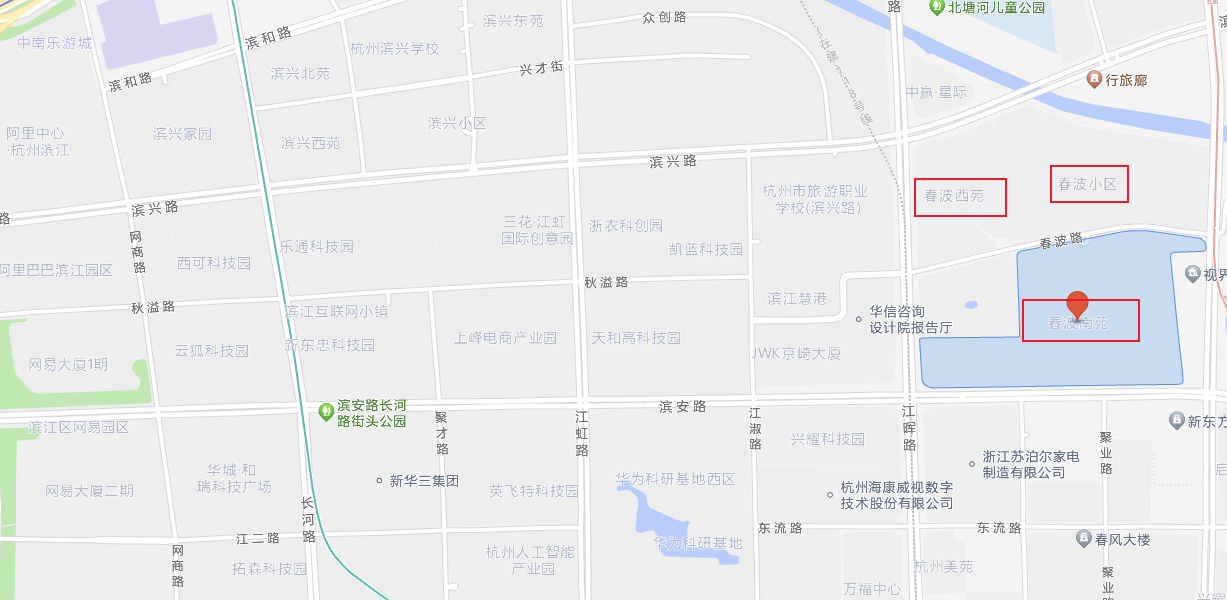 滨兴东苑
众创路
路
北塘河儿童公园
中南乐游城
滨和路
杭州滨兴学校
滨和路
滨兴北苑
兴才街
行旅廊
中赢·星际
阿里中心
·杭州滨江
滨兴家园
滨兴西苑
滨兴小区
滨兴路
杭州市旅游职业
学校(滨兴路)
春波西苑
春波小区
路
滨兴路
三花·江虹
国际创意园
浙农科创园
网商路
乐通科技园
凯蓝科技园
春波路
阿里巴巴滨江园区
西可科技园
秋溢路
视界
秋溢路
滨江互联网小镇
滨江慧港
华信咨询
设计院报告厅
春波南苑
云狐科技园
新东忠科技园
上峰电商产业园
天和高科技园
JWK京崎大厦
网易大厦1期
滨安路长河
路街头公园
滨安路
滨江区网易园区
聚才路
江虹路
江淑路
江晖路
新东方
兴耀科技园
聚业路
浙江苏泊尔家电
制造有限公司
华城·和
瑞科技广场
新华三集团
华为科研基地西区
网易大厦二期
英飞特科技园
杭州海康威视数字
技术股份有限公司
长河路
东流路
东流路
江二路
华为科研基地
春风大楼
网商路
拓森科技园
杭州人工智能
产业园
杭州美苑
聚业路
万福中心